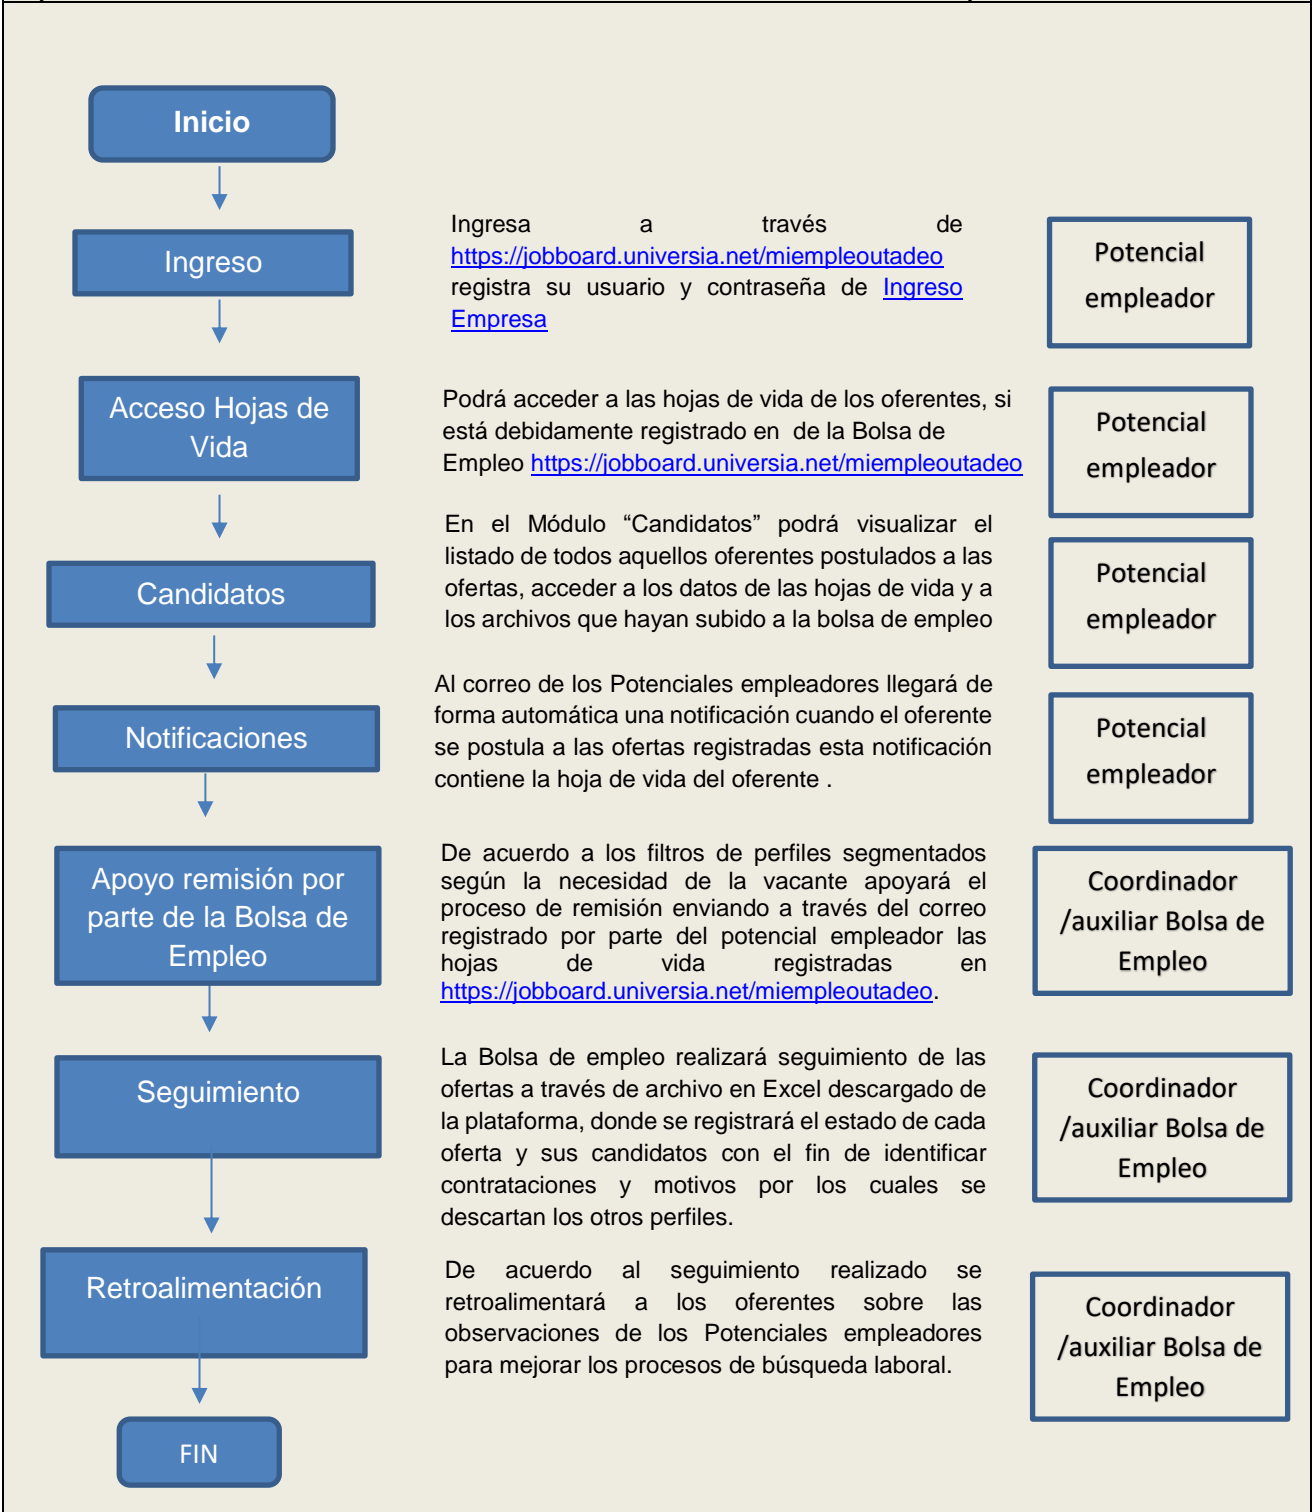 Inicio
Ingreso
Ingresa a través de
https://jobboard.universia.net/miempleoutadeo
registra su usuario y contraseña de Ingreso
Empresa
Potencial
empleador
Acceso Hojas de
Vida
Podrá acceder a las hojas de vida de los oferentes, si
está debidamente registrado en  de la Bolsa de
Empleo https://jobboard.universia.net/miempleoutadeo
Potencial
empleador
Candidatos
En el Módulo “Candidatos” podrá visualizar el
listado de todos aquellos oferentes postulados a las
ofertas, acceder a los datos de las hojas de vida y a
los archivos que hayan subido a la bolsa de empleo
Potencial
empleador
Notificaciones
Al correo de los Potenciales empleadores llegará de
forma automática una notificación cuando el oferente
se postula a las ofertas registradas esta notificación
contiene la hoja de vida del oferente .
Potencial
empleador
Apoyo remisión por
parte de la Bolsa de
Empleo
De acuerdo a los filtros de perfiles segmentados
según la necesidad de la vacante apoyará el
proceso de remisión enviando a través del correo
registrado por parte del potencial empleador las
hojas de vida registradas en
https://jobboard.universia.net/miempleoutadeo.
Coordinador
/auxiliar Bolsa de
Empleo
Seguimiento
La Bolsa de empleo realizará seguimiento de las
ofertas a través de archivo en Excel descargado de
la plataforma, donde se registrará el estado de cada
oferta y sus candidatos con el fin de identificar
contrataciones y motivos por los cuales se
descartan los otros perfiles.
Coordinador
/auxiliar Bolsa de
Empleo
Retroalimentación
De acuerdo al seguimiento realizado se
retroalimentará a los oferentes sobre las
observaciones de los Potenciales empleadores
para mejorar los procesos de búsqueda laboral.
Coordinador
/auxiliar Bolsa de
Empleo
FIN